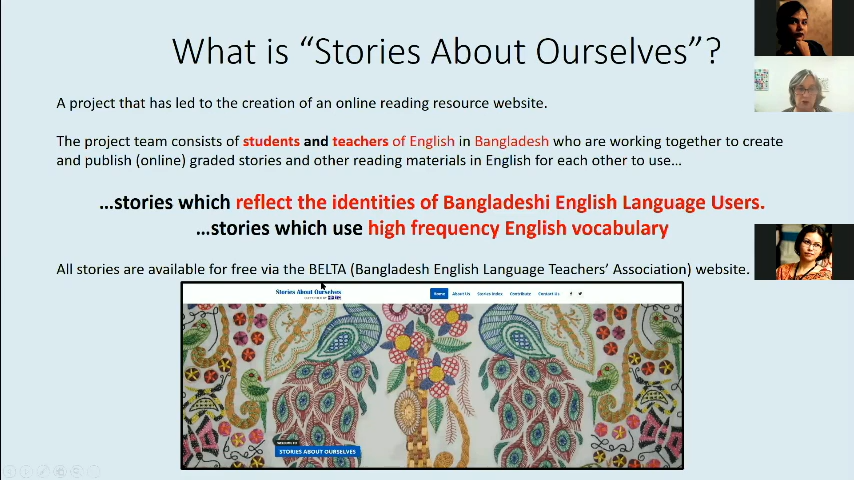 What is “Stories About Ourselves”?
A project that has led to the creation of an online reading resource website.
The project team consists of students and teachers of English in Bangladesh who are working together to create
and publish (online) graded stories and other reading materials in English for each other to use…
…stories which reflect the identities of Bangladeshi English Language Users.
…stories which use high frequency English vocabulary
All stories are available for free via the BELTA (Bangladesh English Language Teachers’ Association) website.
Stories About Ourselves
Home About Us Stories Index Contribute Contact Us
WELCOME TO
STORIES ABOUT OURSELVES